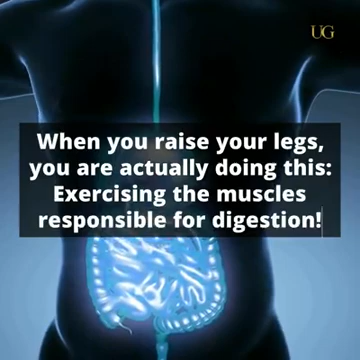 UG
When you raise your legs,
you are actually doing this:
Exercising the muscles
responsible for digestion!